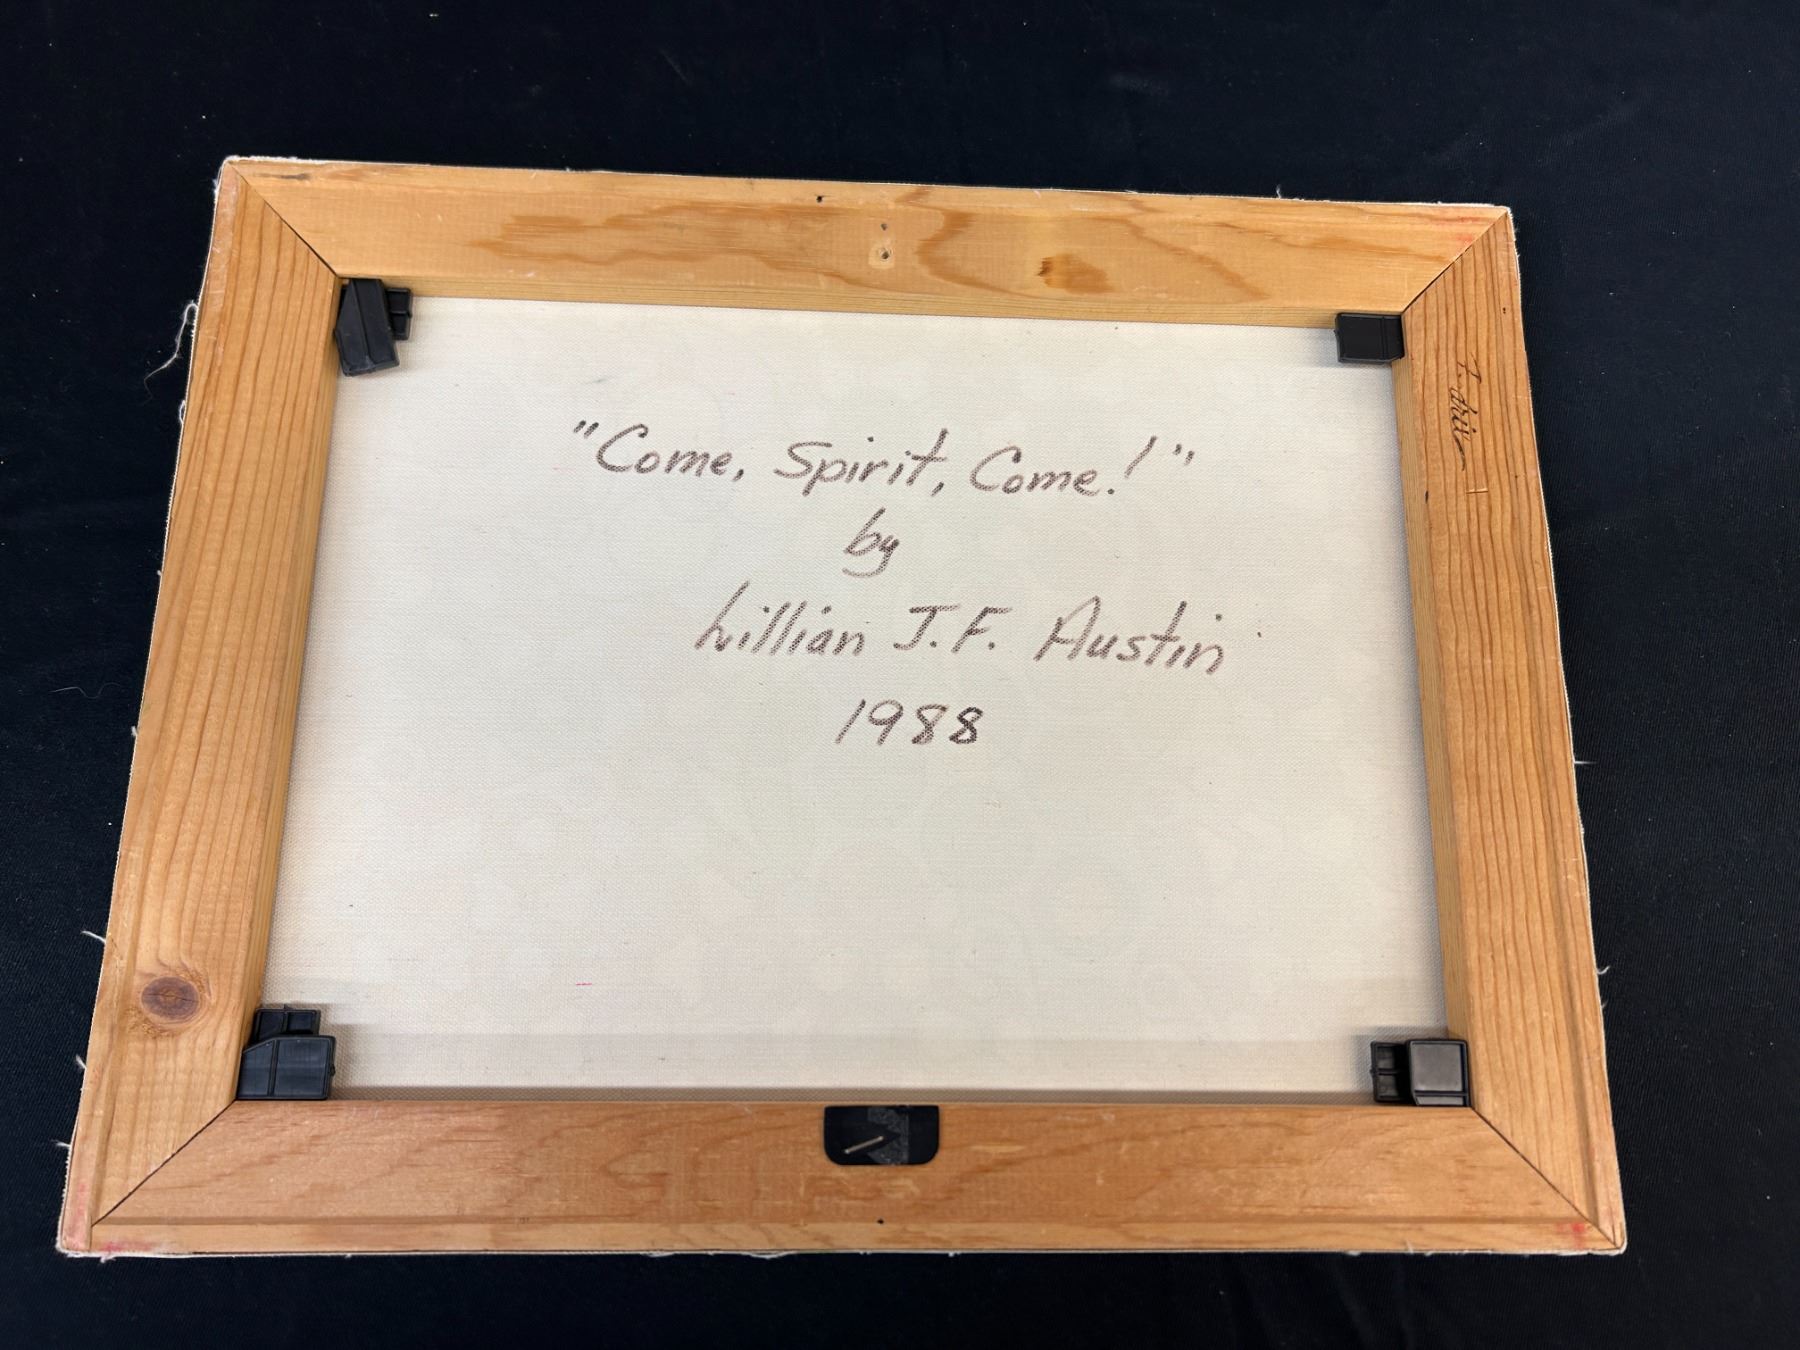 "Come, Spirit, Come!"
by
Lillian J.F. Austin
1988